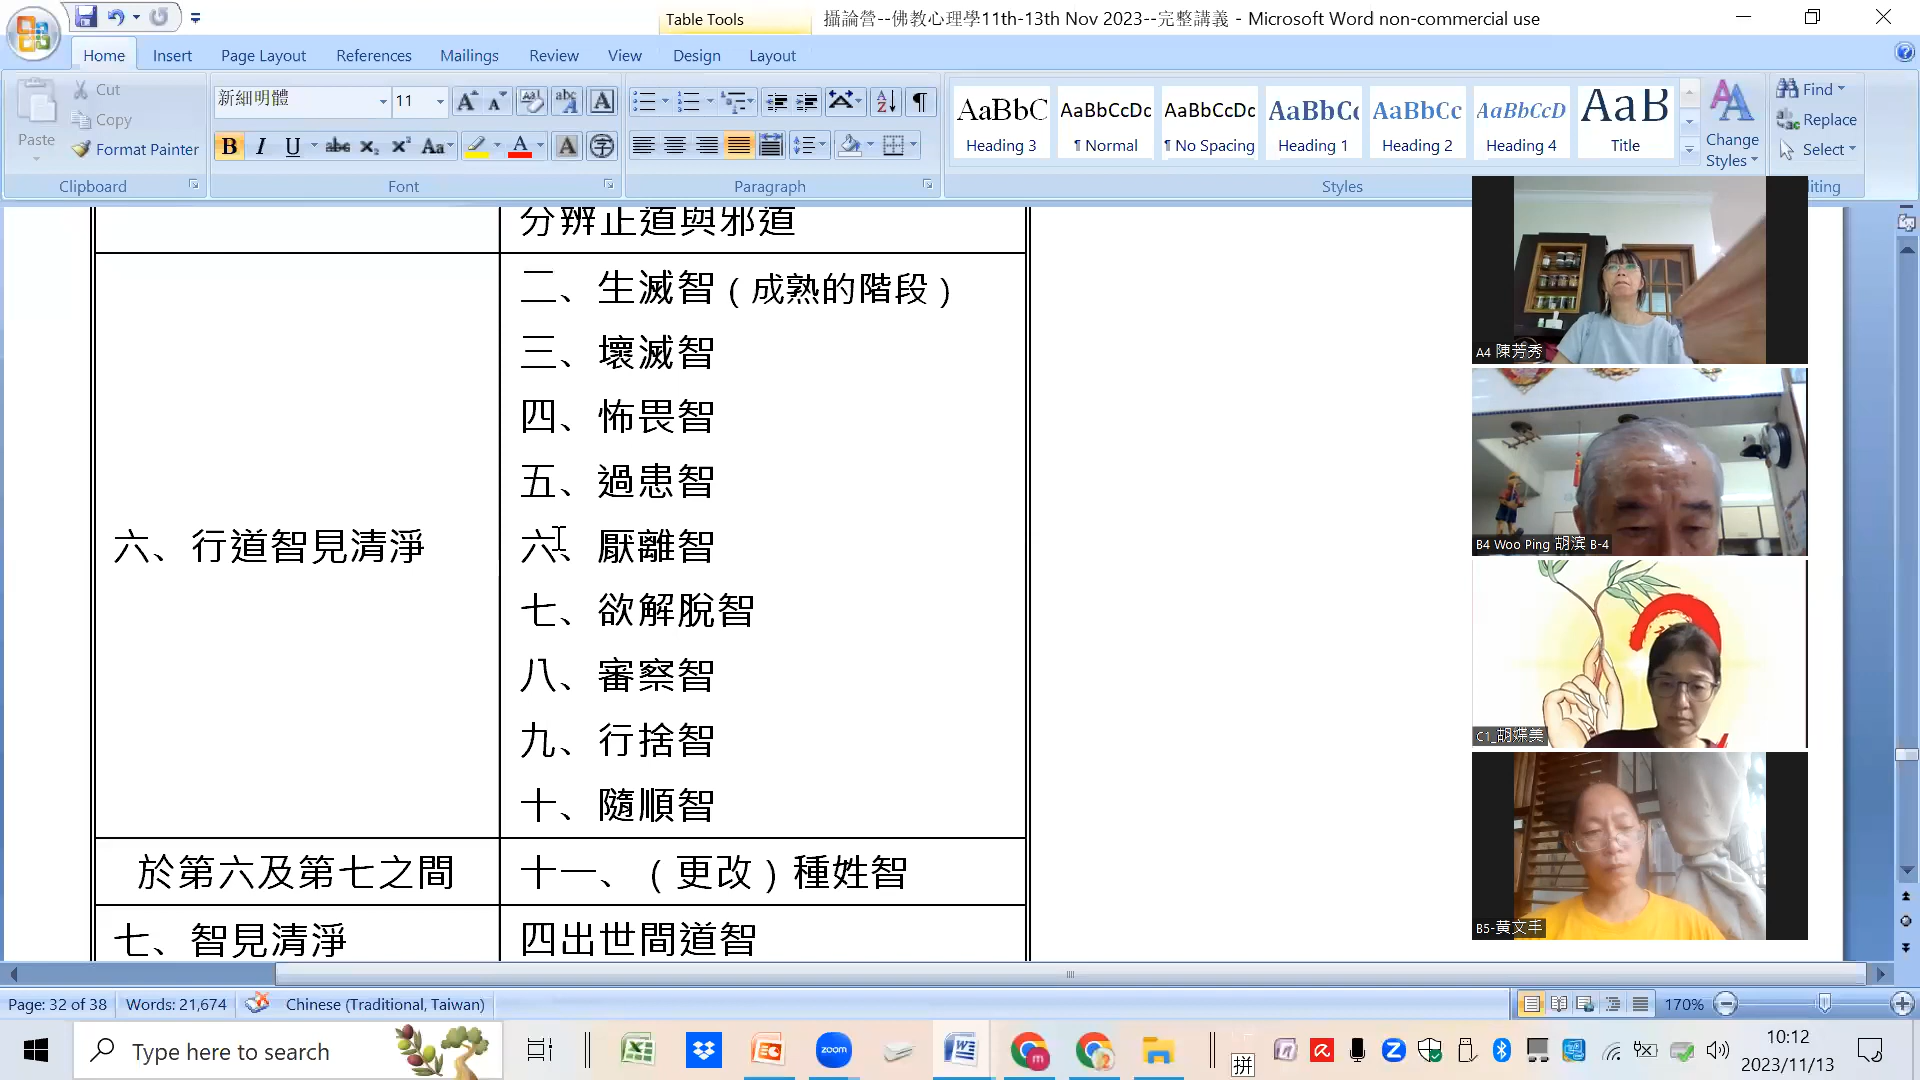 Table Tools
攝論營--佛教心理學11th-13th Nov 2023--完整講義 - Microsoft Word non-commercial use
Home Insert Page Layout References Mailings Review View Design Layout
Paste
Cut
Copy
Format Painter
Clipboard
新細明體 11
Font
Paragraph
AaBbC Heading 3
AaBbCcDc ¶ Normal
AaBbCcDc ¶ No Spacing
AaBbCc Heading 1
AaBbCc Heading 2
AaBbCcD Heading 4
AaB Title
Styles
Change Styles
Find
Replace
Select
iting
分辨正道與邪道
二、生滅智（成熟的階段）
三、壞滅智
四、怖畏智
五、過患智
六、行道智見清淨
六、厭離智
七、欲解脫智
八、審察智
九、行捨智
十、隨順智
於第六及第七之間
十一、（更改）種姓智
七、智見清淨
四出世間道智
A4 陳芳秀
B4 Woo Ping 胡滨 B-4
C1_胡媟美
B5-黃文丰
Page: 32 of 38 Words: 21,674 Chinese (Traditional, Taiwan) 170%
Type here to search
zoom
拼
10:12
2023/11/13